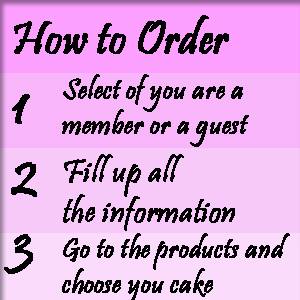 How to Order
1 Select of you are a
member or a guest
2 Fill up all
the information
3 Go to the products and
choose you cake